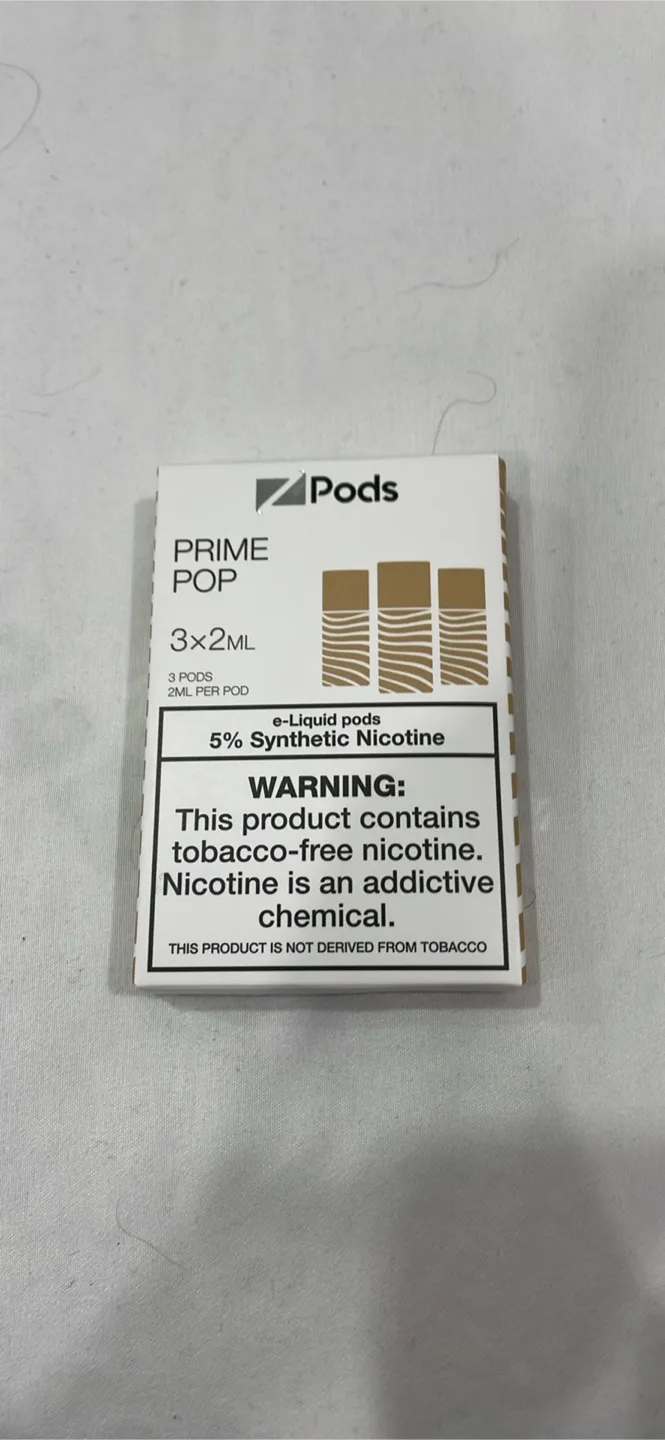 Pods
PRIME
POP
3×2ML
3 PODS
2ML PER POD
e-Liquid pods
5% Synthetic Nicotine
WARNING:
This product contains
tobacco-free nicotine.
Nicotine is an addictive
chemical.
THIS PRODUCT IS NOT DERIVED FROM TOBACCO